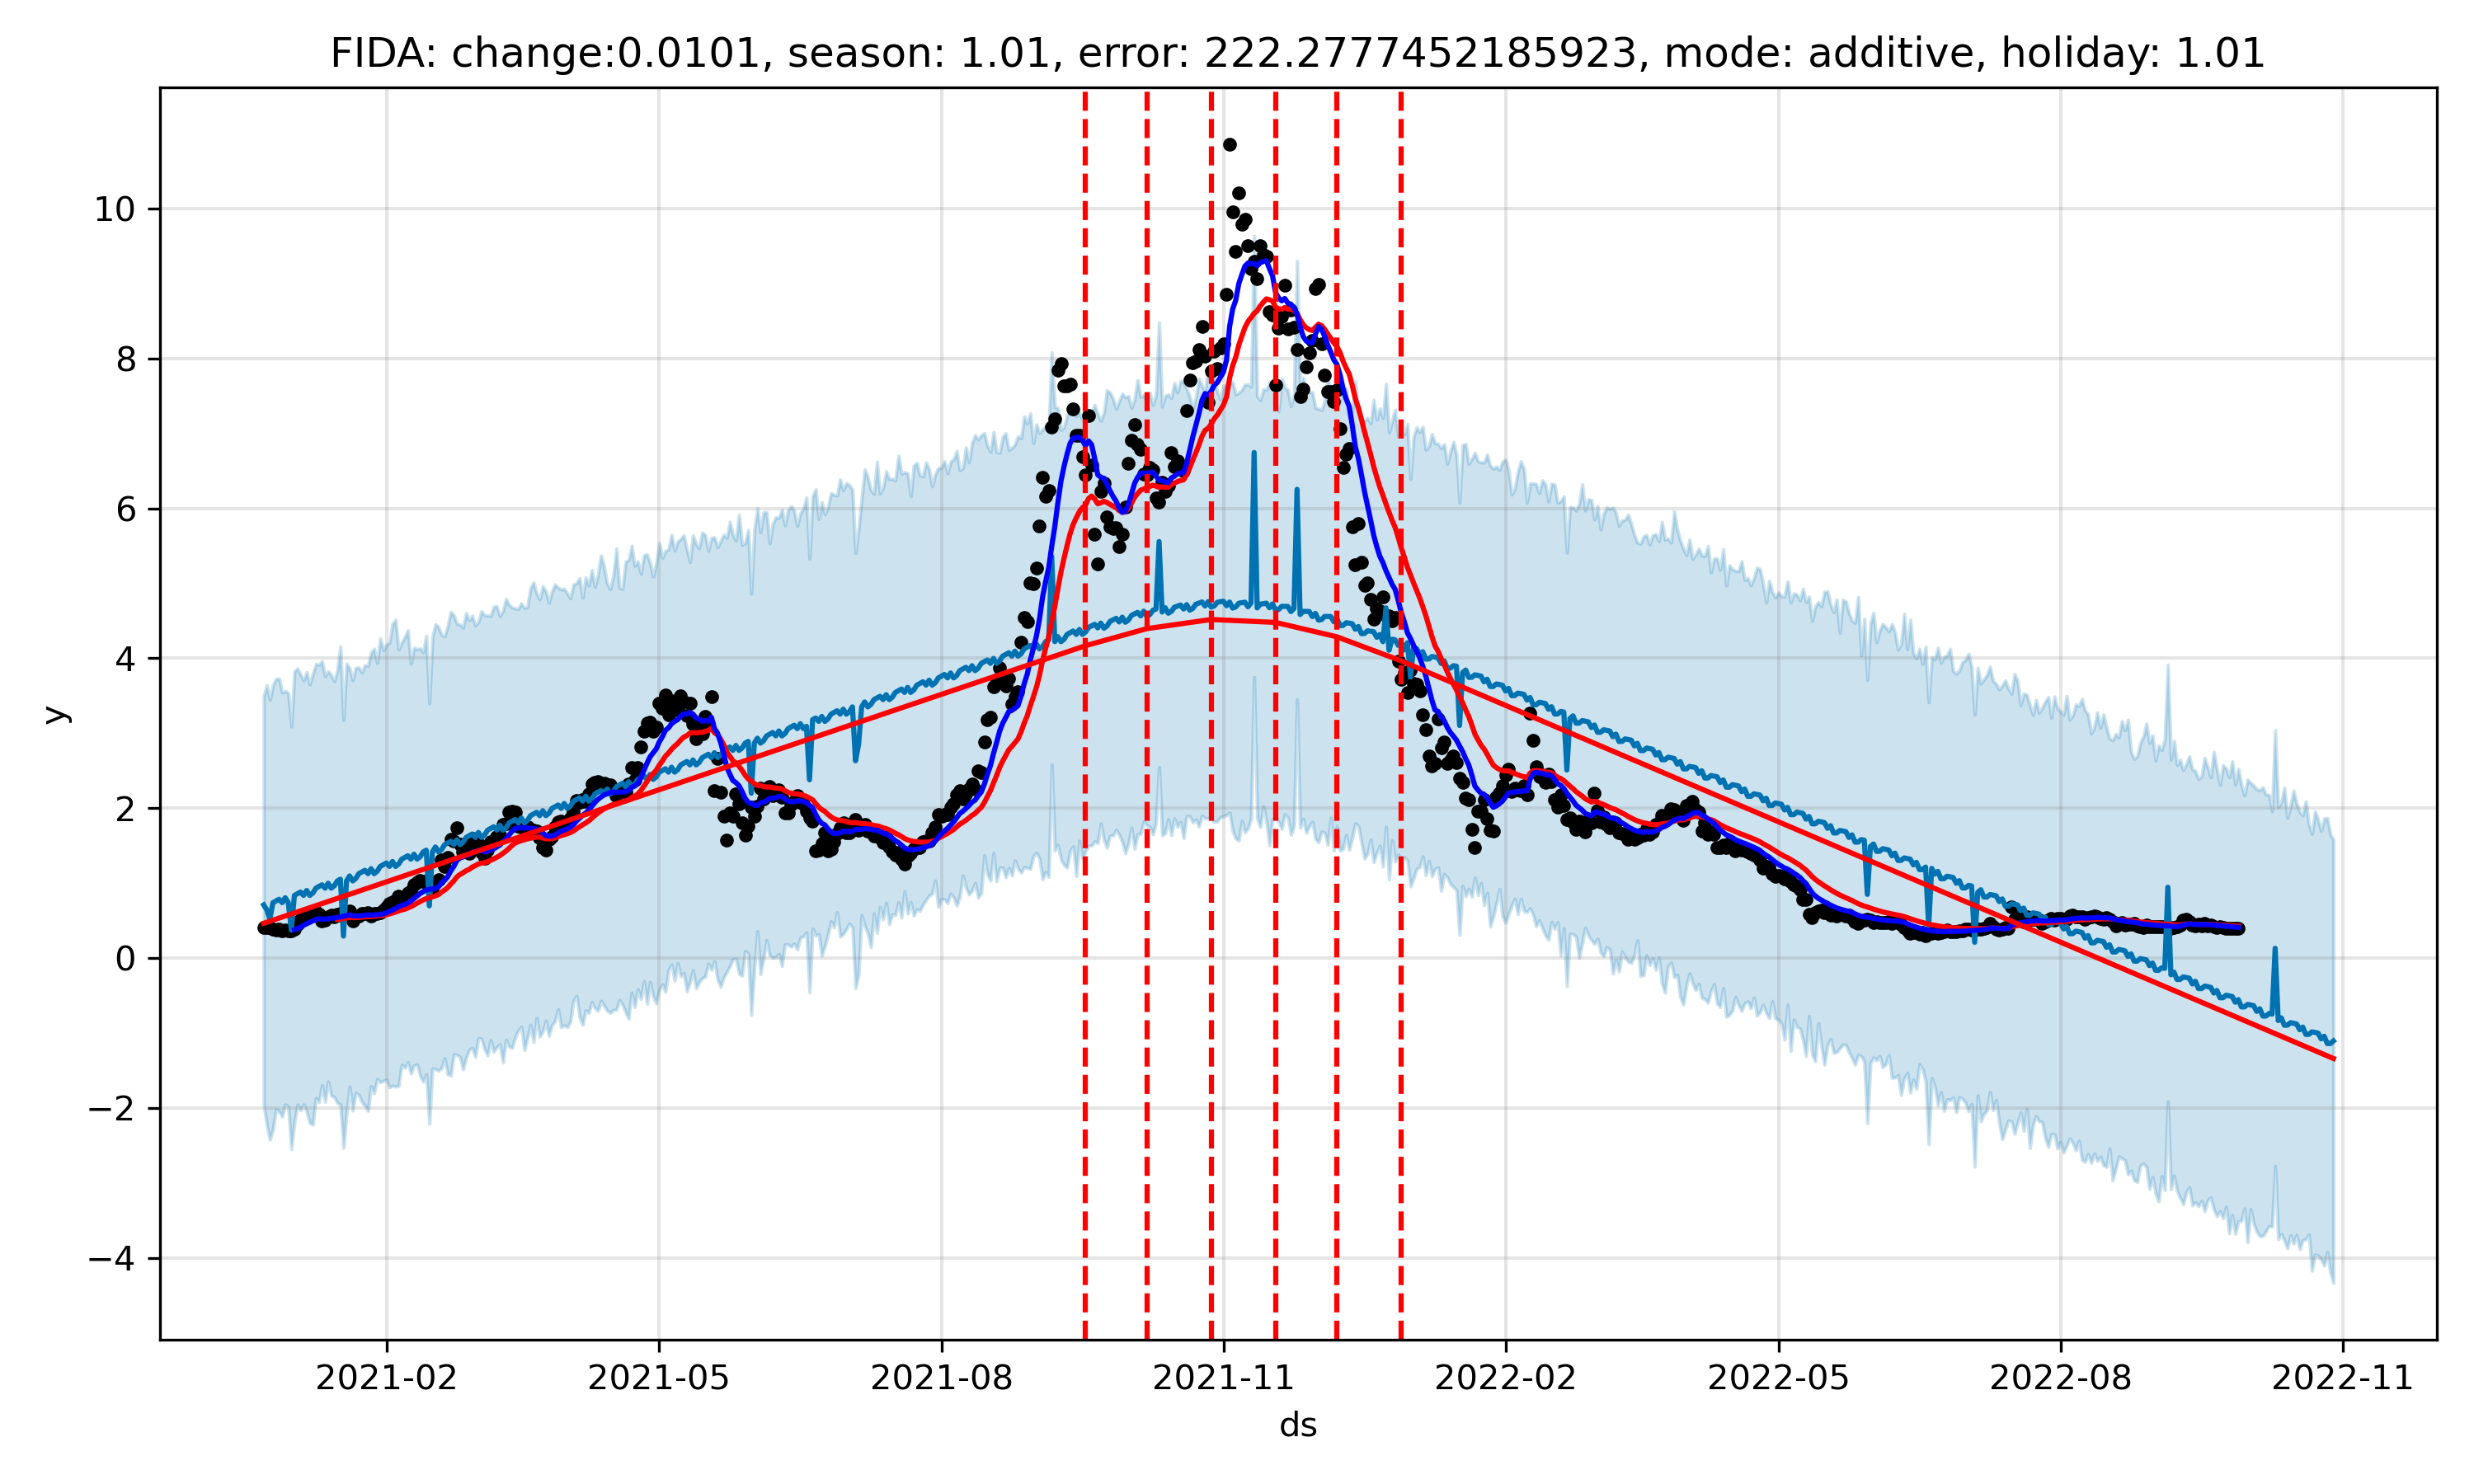 FIDA: change:0.0101, season: 1.01, error: 222.2777452185923, mode: additive, holiday: 1.01
y
10
8
6
4
2
0
−2
−4
2021-02 2021-05 2021-08 2021-11 2022-02 2022-05 2022-08 2022-11
ds